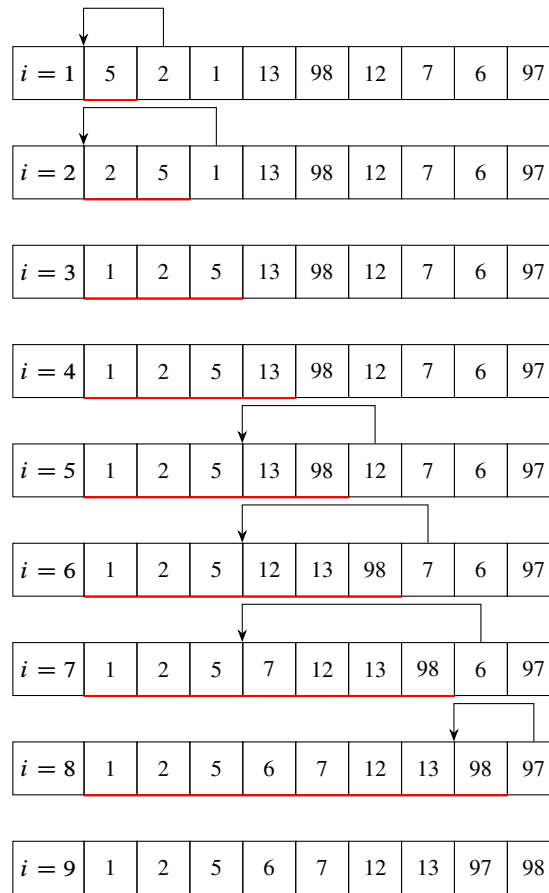 i = 1 5 2 1 13 98 12 7 6 97
i = 2 2 5 1 13 98 12 7 6 97
i = 3 1 2 5 13 98 12 7 6 97
i = 4 1 2 5 13 98 12 7 6 97
i = 5 1 2 5 13 98 12 7 6 97
i = 6 1 2 5 12 13 98 7 6 97
i = 7 1 2 5 7 12 13 98 6 97
i = 8 1 2 5 6 7 12 13 98 97
i = 9 1 2 5 6 7 12 13 97 98